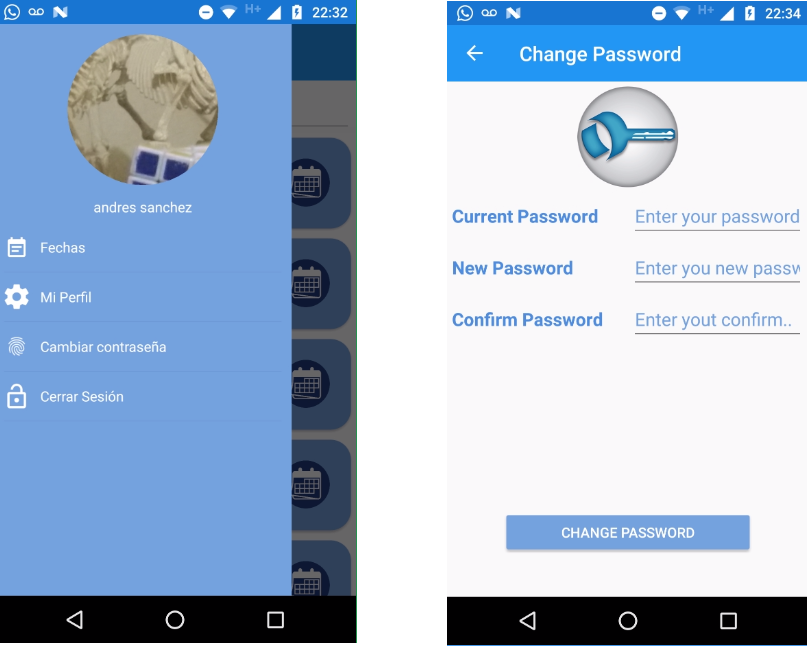 H+ 22:32
andres sanchez
Fechas
Mi Perfil
Cambiar contraseña
Cerrar Sesión
H+ 22:34
Change Password
Current Password Enter your password
New Password Enter you new passw
Confirm Password Enter yout confirm..
CHANGE PASSWORD